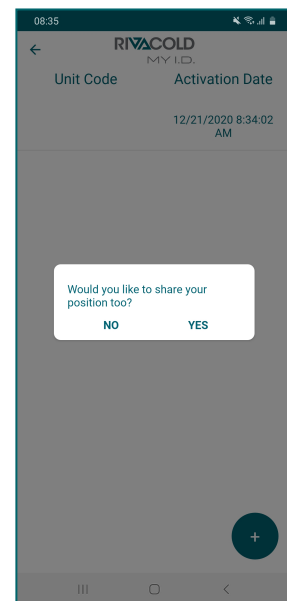 08:35
RIVACOLD
MY I.D.
Unit Code Activation Date
12/21/2020 8:34:02
AM
Would you like to share your
position too?
NO YES
+